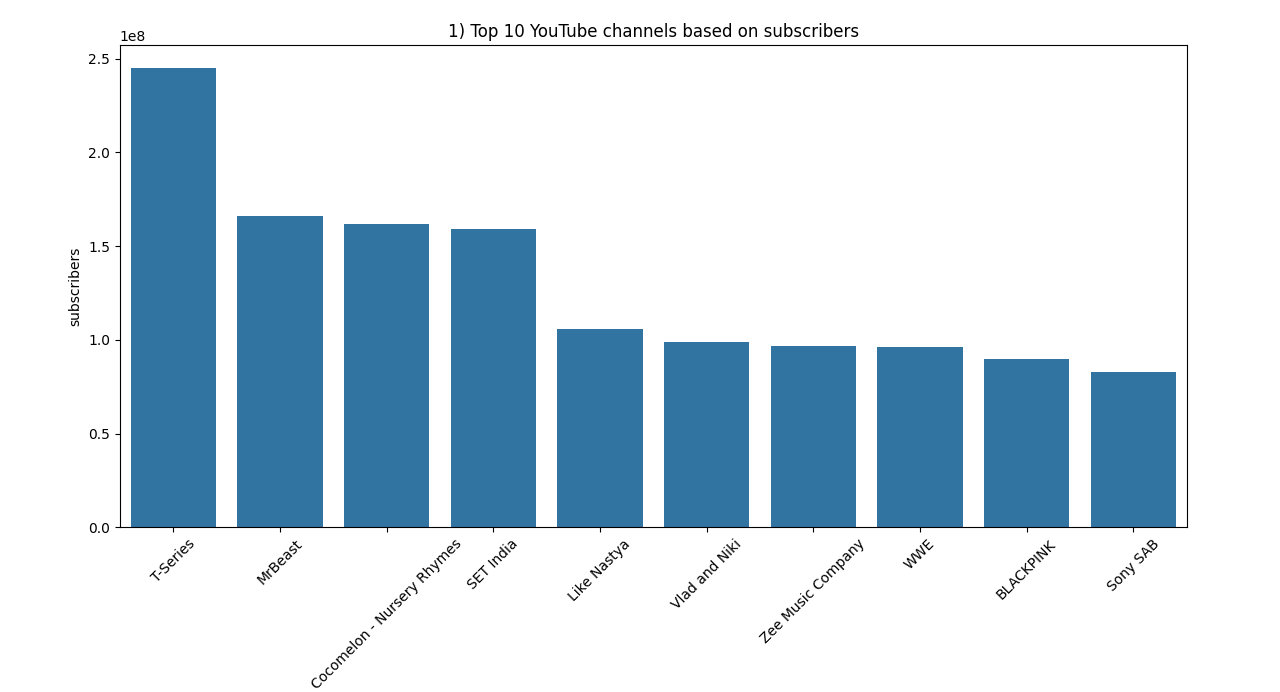 1) Top 10 YouTube channels based on subscribers
1e8
2.5
2.0
1.5
1.0
0.5
0.0
subscribers
T-Series
MrBeast
Cocomelon - Nursery Rhymes
SET India
Like Nastya
Vlad and Niki
Zee Music Company
WWE
BLACKPINK
Sony SAB